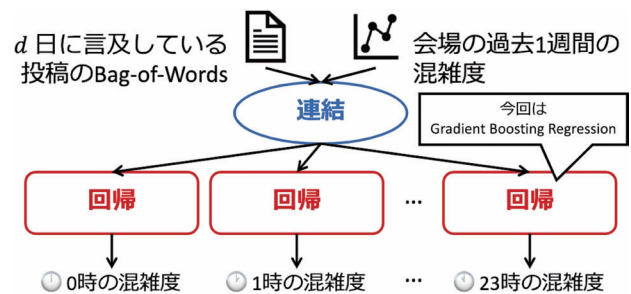 d 日に言及している
投稿のBag-of-Words
会場の過去1週間の
混雑度
連結
今回は
Gradient Boosting Regression
回帰
回帰
...
回帰
0時の混雑度
1時の混雑度
...
23時の混雑度